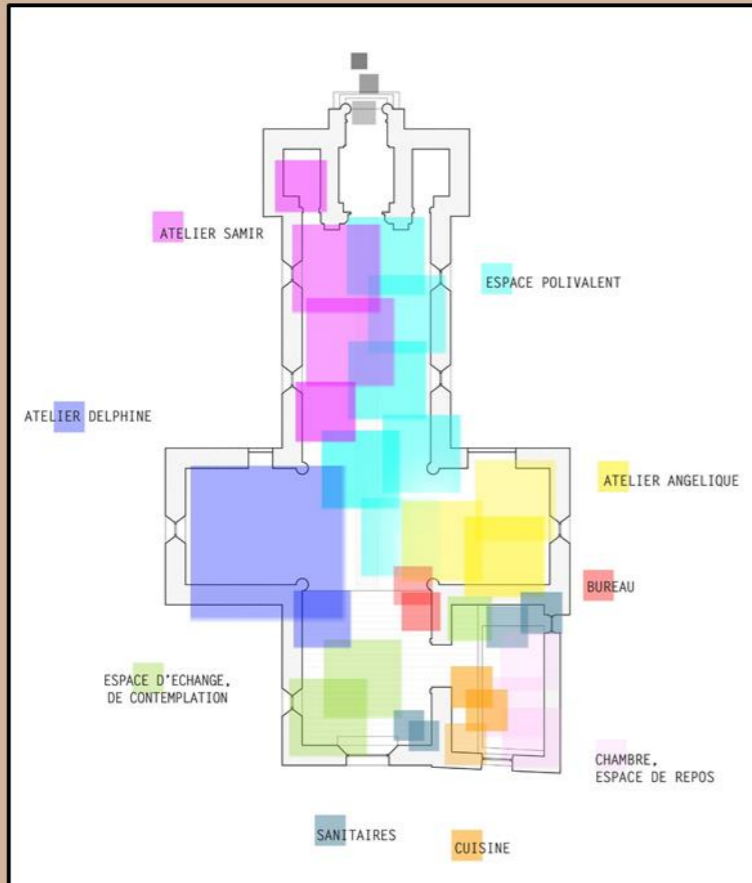 ATELIER SAMIR
ESPACE POLIVALENT
ATELIER DELPHINE
ATELIER ANGELIQUE
BUREAU
ESPACE D'ECHANGE,
DE CONTEMPLATION
CHAMBRE,
ESPACE DE REPOS
SANITAIRES
CUISINE